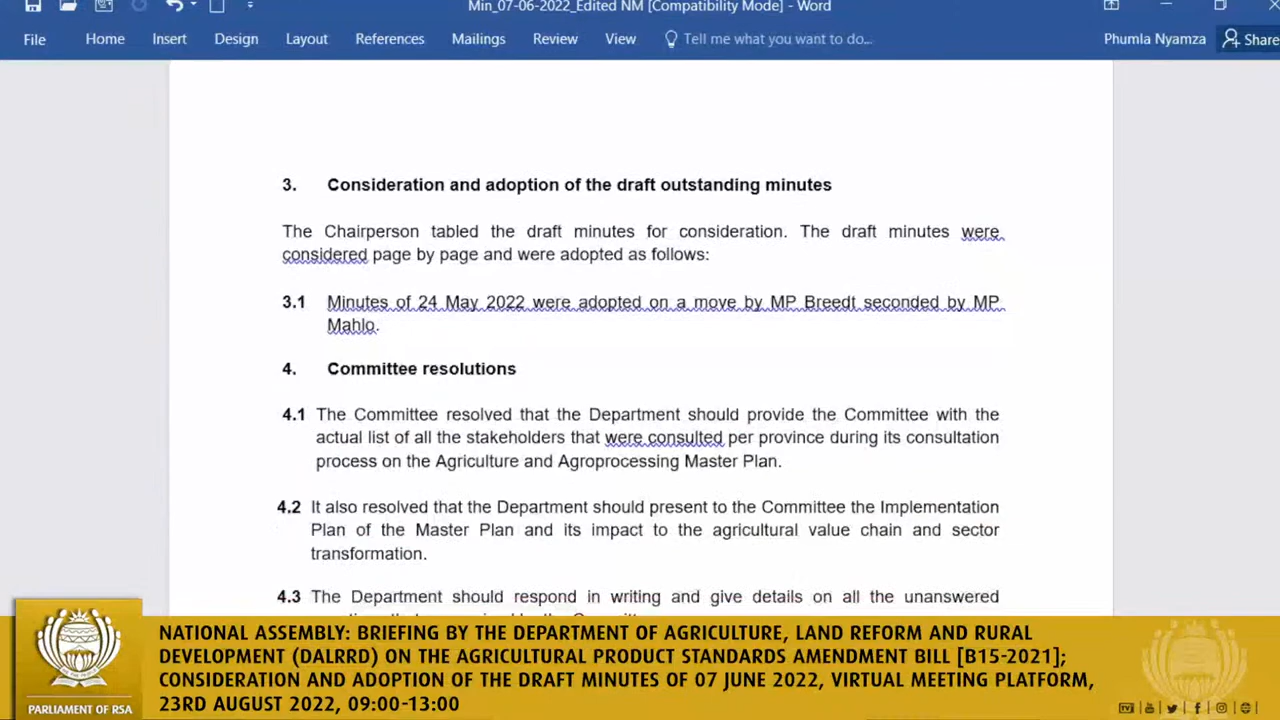 Min_07-06-2022_Edited NM [Compatibility Mode] - Word
File Home Insert Design Layout References Mailings Review View Tell me what you want to do... Phumla Nyamza Share
3. Consideration and adoption of the draft outstanding minutes
The Chairperson tabled the draft minutes for consideration. The draft minutes were
considered page by page and were adopted as follows:
3.1 Minutes of 24 May 2022 were adopted on a move by MP Breedt seconded by MP
Mahlo.
4. Committee resolutions
4.1 The Committee resolved that the Department should provide the Committee with the
actual list of all the stakeholders that were consulted per province during its consultation
process on the Agriculture and Agroprocessing Master Plan.
4.2 It also resolved that the Department should present to the Committee the Implementation
Plan of the Master Plan and its impact to the agricultural value chain and sector
transformation.
4.3 The Department should respond in writing and give details on all the unanswered
NATIONAL ASSEMBLY: BRIEFING BY THE DEPARTMENT OF AGRICULTURE, LAND REFORM AND RURAL
DEVELOPMENT (DALRRD) ON THE AGRICULTURAL PRODUCT STANDARDS AMENDMENT BILL [B15-2021];
CONSIDERATION AND ADOPTION OF THE DRAFT MINUTES OF 07 JUNE 2022, VIRTUAL MEETING PLATFORM,
23RD AUGUST 2022, 09:00-13:00
PARLIAMENT OF RSA